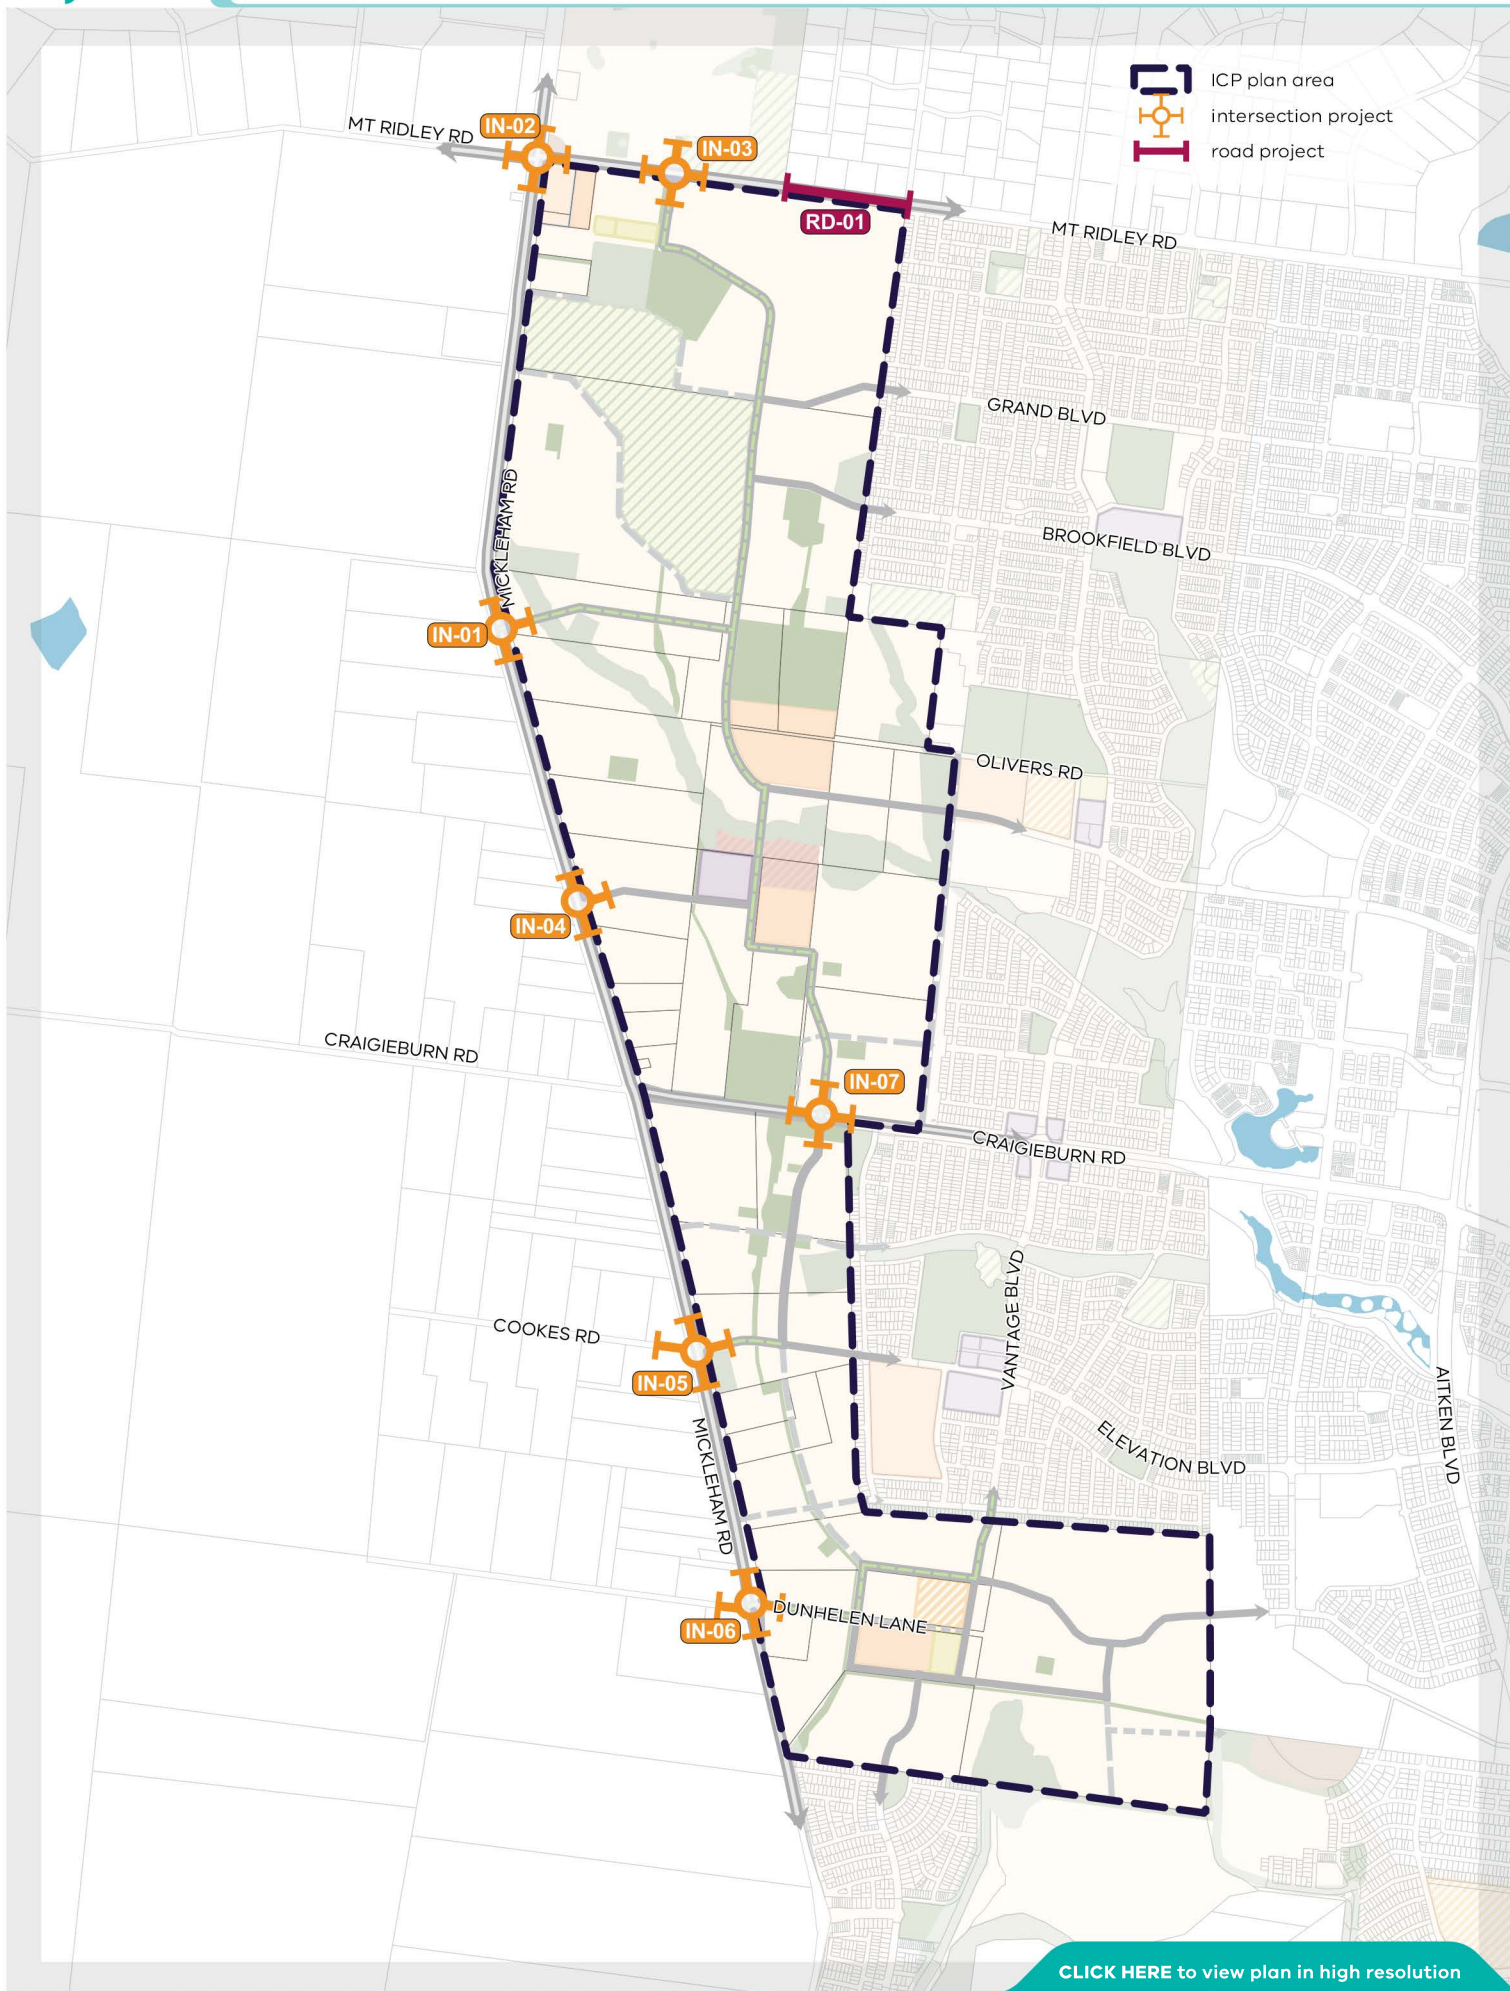 ICP plan area
intersection project
road project
MT RIDLEY RD
IN-02
IN-03
RD-01
MT RIDLEY RD
GRAND BLVD
MICKLEHAM RD
BROOKFIELD BLVD
IN-01
OLIVERS RD
IN-04
CRAIGIEBURN RD
IN-07
CRAIGIEBURN RD
COOKES RD
VANTAGE BLVD
IN-05
AITKEN BLVD
MICKLEHAM RD
ELEVATION BLVD
DUNHELEN LANE
IN-06
CLICK HERE to view plan in high resolution